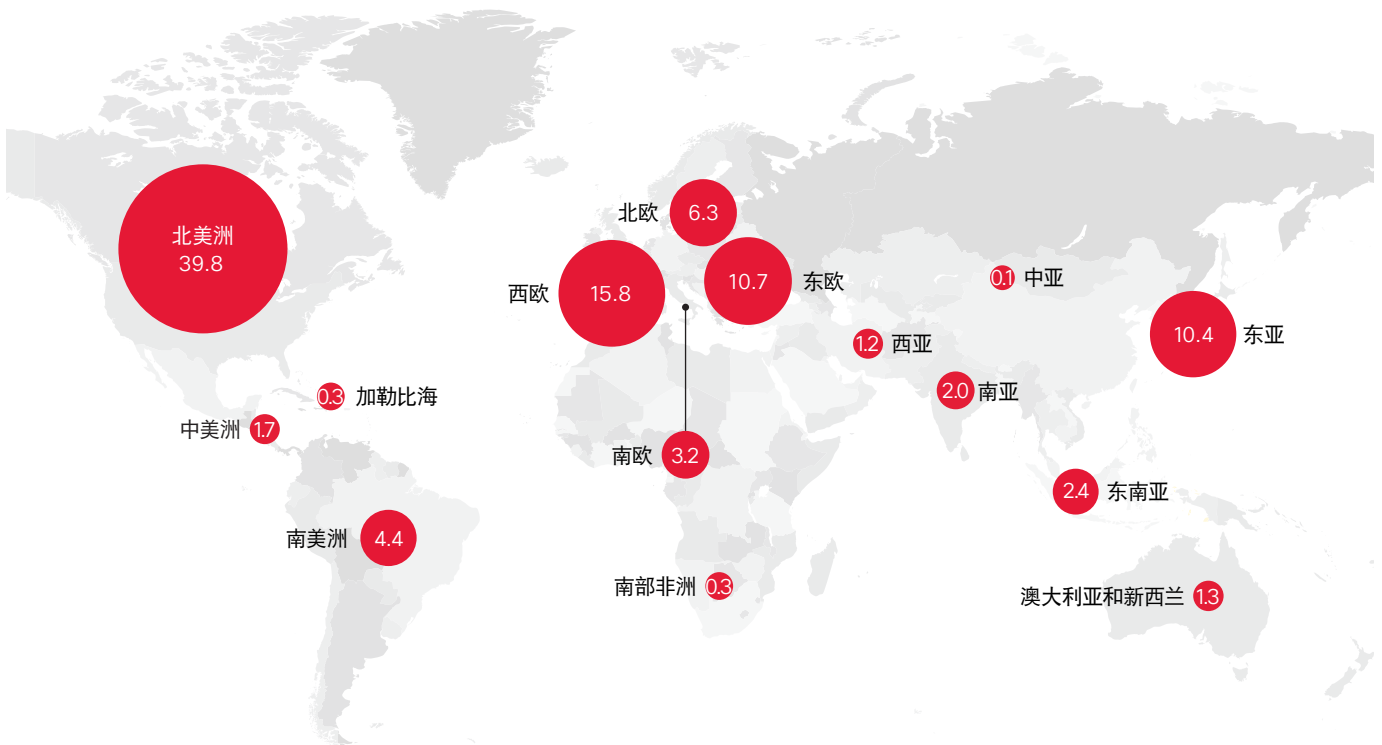 北美洲
39.8
北欧 6.3
西欧 15.8
10.7 东欧
0.1 中亚
10.4 东亚
1.2 西亚
2.0 南亚
0.3 加勒比海
中美洲 1.7
南欧 3.2
2.4 东南亚
南美洲 4.4
南部非洲 0.3
澳大利亚和新西兰 1.3